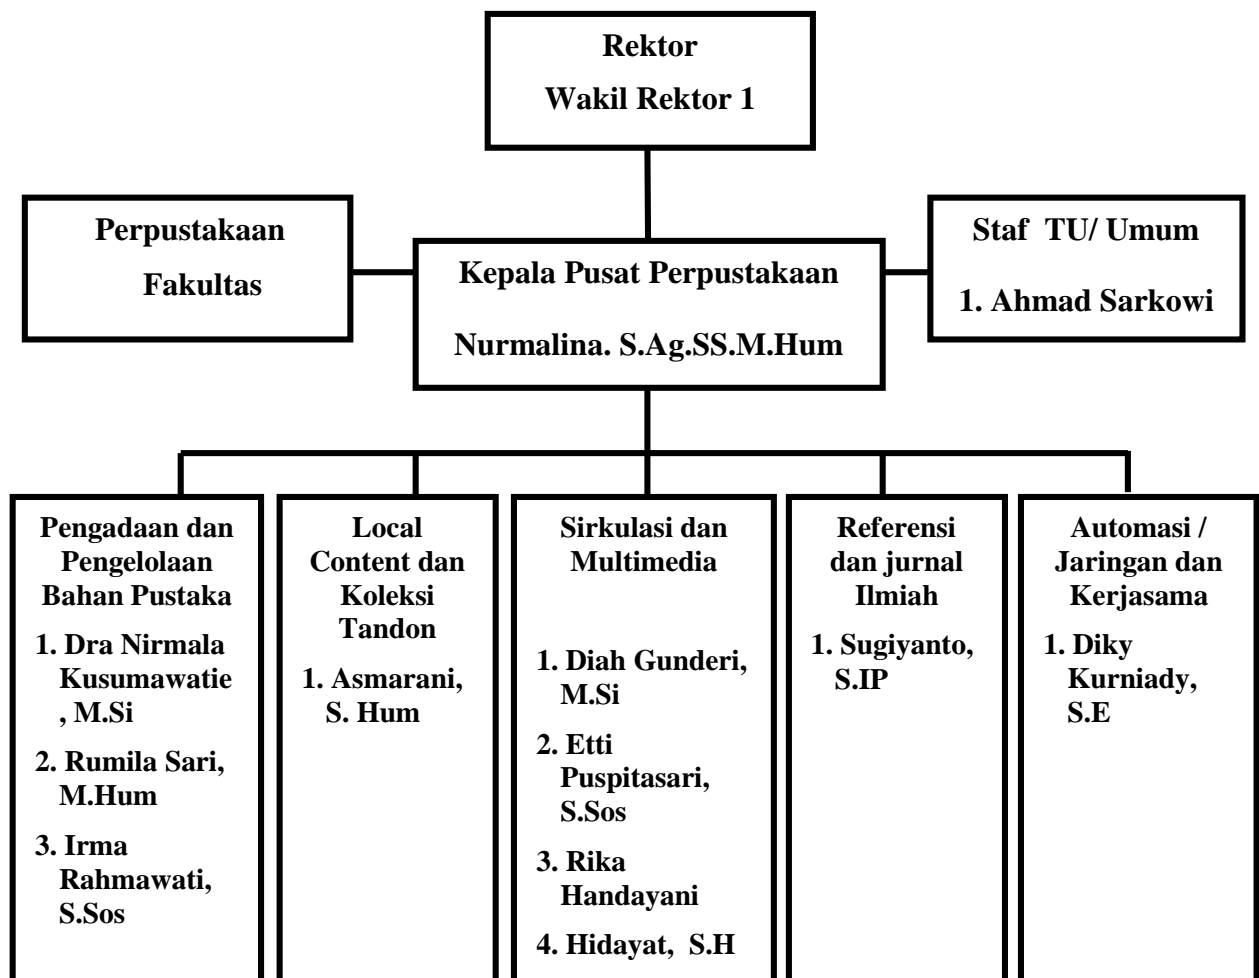 Rektor
Wakil Rektor 1
Perpustakaan
Fakultas
Kepala Pusat Perpustakaan
Nurmalina. S.Ag.SS.M.Hum
Staf TU/ Umum
1. Ahmad Sarkowi
Pengadaan dan
Pengelolaan
Bahan Pustaka
1. Dra Nirmala
Kusumawatie
, M.Si
2. Rumila Sari,
M.Hum
3. Irma
Rahmawati,
S.Sos
Local
Content dan
Koleksi
Tandon
1. Asmarani,
S. Hum
Sirkulasi dan
Multimedia
1. Diah Gunderi,
M.Si
2. Etti
Puspitasari,
S.Sos
3. Rika
Handayani
4. Hidayat, S.H
Referensi
dan jurnal
Ilmiah
1. Sugiyanto,
S.IP
Automasi /
Jaringan dan
Kerjasama
1. Diky
Kurniady,
S.E